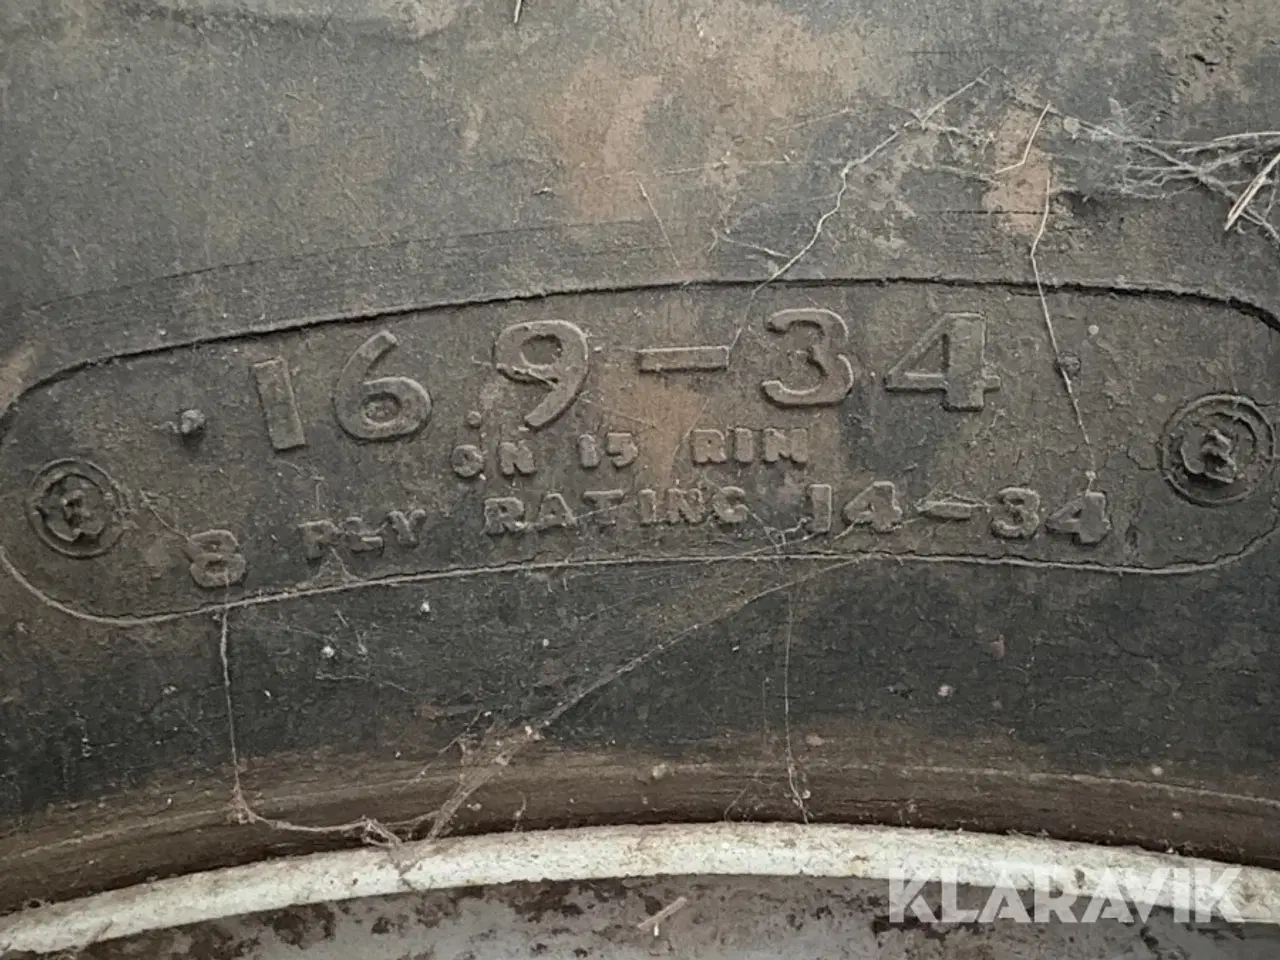 16.9-34
ON 15 RIM
8 PLY RATING 14-34
KLARAVIK